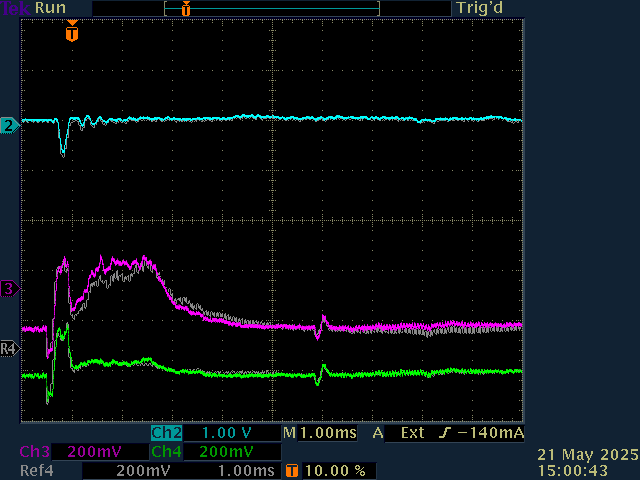 Tek Run Trig'd
T
T
2
3
R4
Ch2 1.00 V M 1.00ms A Ext −140mA
Ch3 200mV Ch4 200mV
Ref4 200mV 1.00ms T 10.00 %
21 May 2025
15:00:43